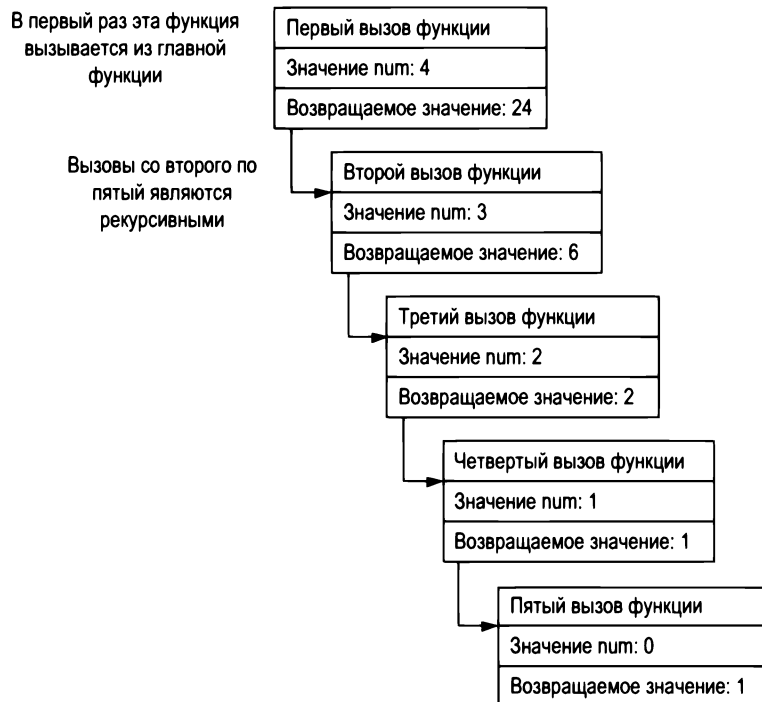 В первый раз эта функция
вызывается из главной
функции
Первый вызов функции
Значение num: 4
Возвращаемое значение: 24
Вызовы со второго по
пятый являются
рекурсивными
Второй вызов функции
Значение num: 3
Возвращаемое значение: 6
Третий вызов функции
Значение num: 2
Возвращаемое значение: 2
Четвертый вызов функции
Значение num: 1
Возвращаемое значение: 1
Пятый вызов функции
Значение num: 0
Возвращаемое значение: 1